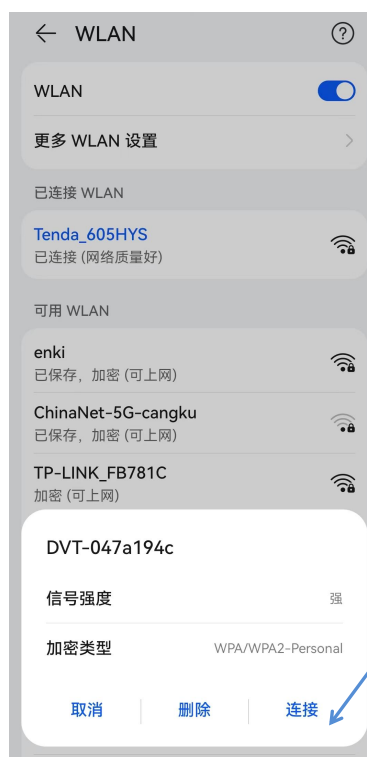 WLAN
WLAN
更多 WLAN 设置
已连接 WLAN
Tenda_605HYS
已连接 (网络质量好)
可用 WLAN
enki
已保存，加密 (可上网)
ChinaNet-5G-cangku
已保存，加密 (可上网)
TP-LINK_FB781C
加密 (可上网)
DVT-047a194c
信号强度 强
加密类型 WPA/WPA2-Personal
取消 删除 连接